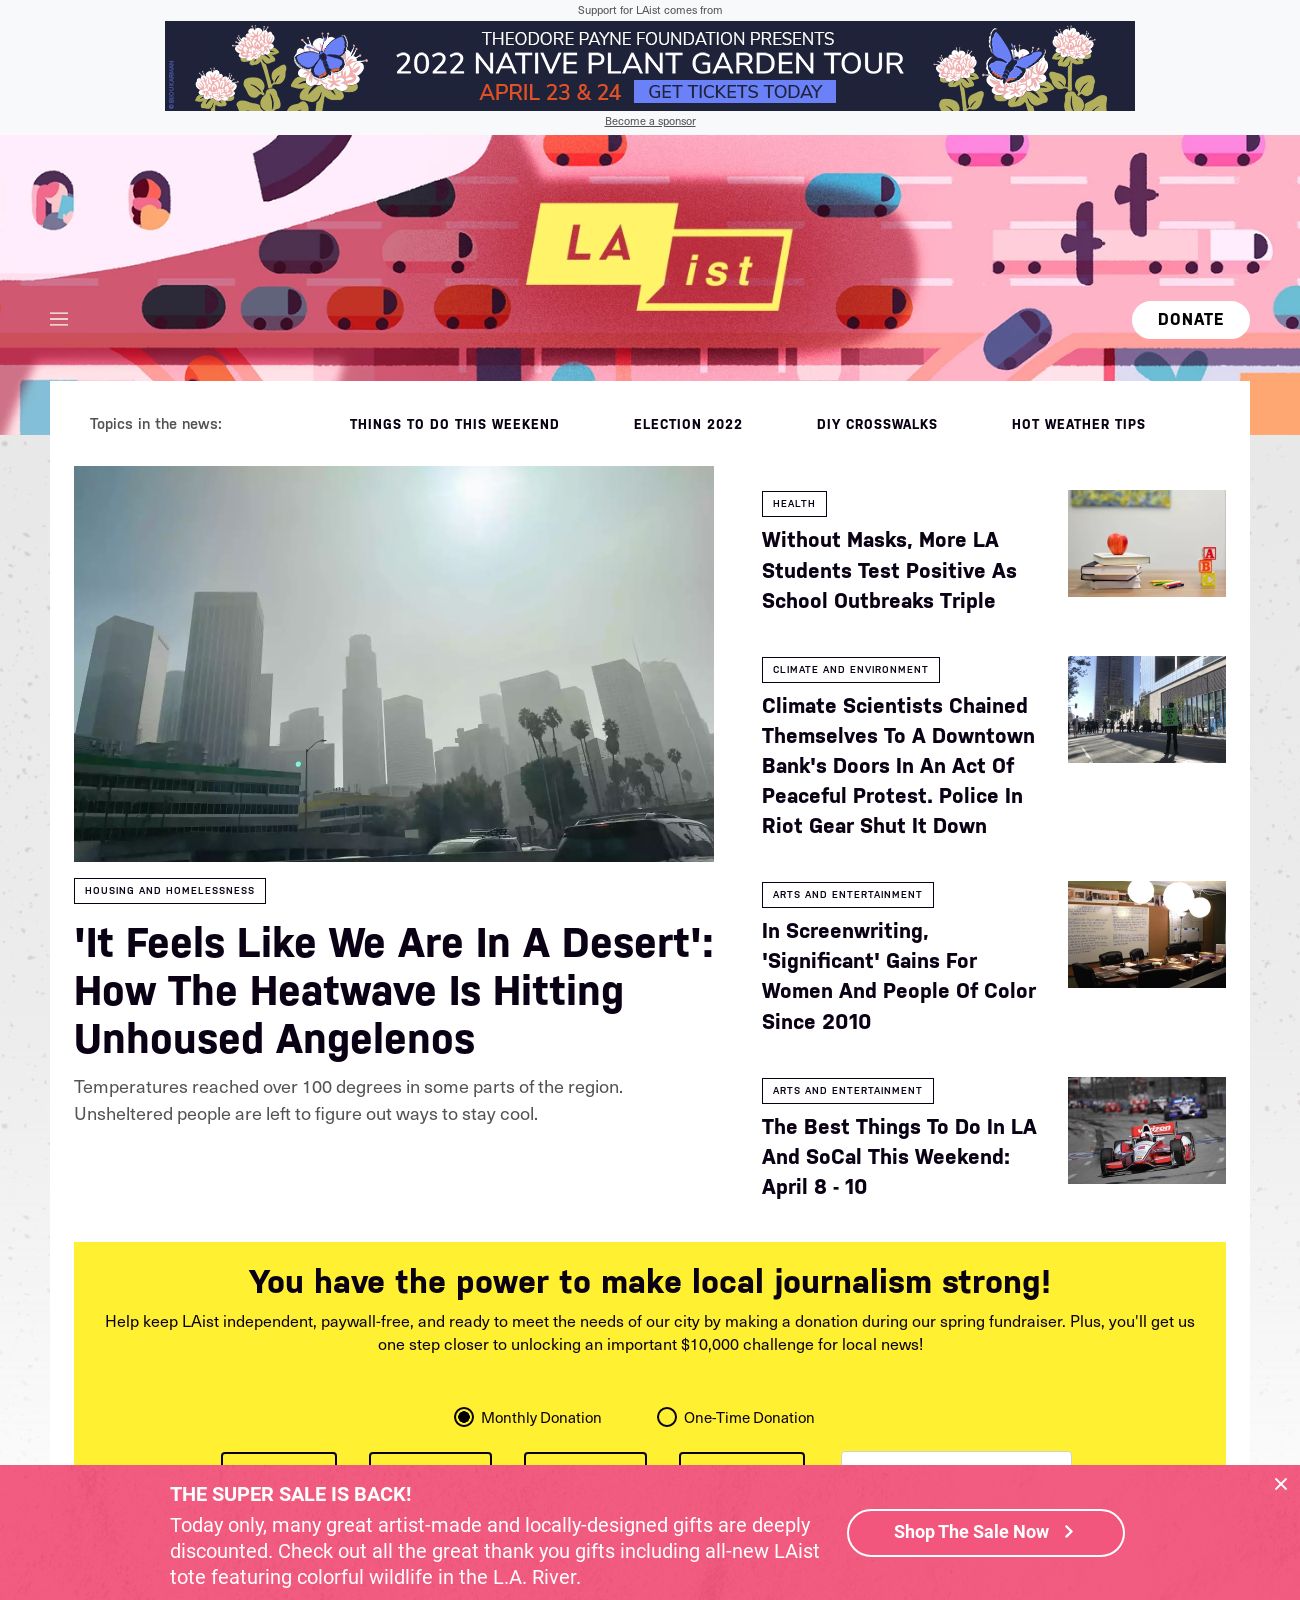 Support for LAist comes from
THEODORE PAYNE FOUNDATION PRESENTS
2022 NATIVE PLANT GARDEN TOUR
APRIL 23 & 24 GET TICKETS TODAY
Become a sponsor
LA
ist
DONATE
Topics in the news: THINGS TO DO THIS WEEKEND ELECTION 2022 DIY CROSSWALKS HOT WEATHER TIPS
HOUSING AND HOMELESSNESS
'It Feels Like We Are In A Desert':
How The Heatwave Is Hitting
Unhoused Angelenos
Temperatures reached over 100 degrees in some parts of the region.
Unsheltered people are left to figure out ways to stay cool.
HEALTH
Without Masks, More LA
Students Test Positive As
School Outbreaks Triple
A
B
CLIMATE AND ENVIRONMENT
Climate Scientists Chained
Themselves To A Downtown
Bank's Doors In An Act Of
Peaceful Protest. Police In
Riot Gear Shut It Down
ARTS AND ENTERTAINMENT
In Screenwriting,
'Significant' Gains For
Women And People Of Color
Since 2010
ARTS AND ENTERTAINMENT
The Best Things To Do In LA
And SoCal This Weekend:
April 8 - 10
verizon
You have the power to make local journalism strong!
Help keep LAist independent, paywall-free, and ready to meet the needs of our city by making a donation during our spring fundraiser. Plus, you'll get us
one step closer to unlocking an important $10,000 challenge for local news!
Monthly Donation One-Time Donation
THE SUPER SALE IS BACK!
Today only, many great artist-made and locally-designed gifts are deeply
discounted. Check out all the great thank you gifts including all-new LAist
tote featuring colorful wildlife in the L.A. River.
Shop The Sale Now